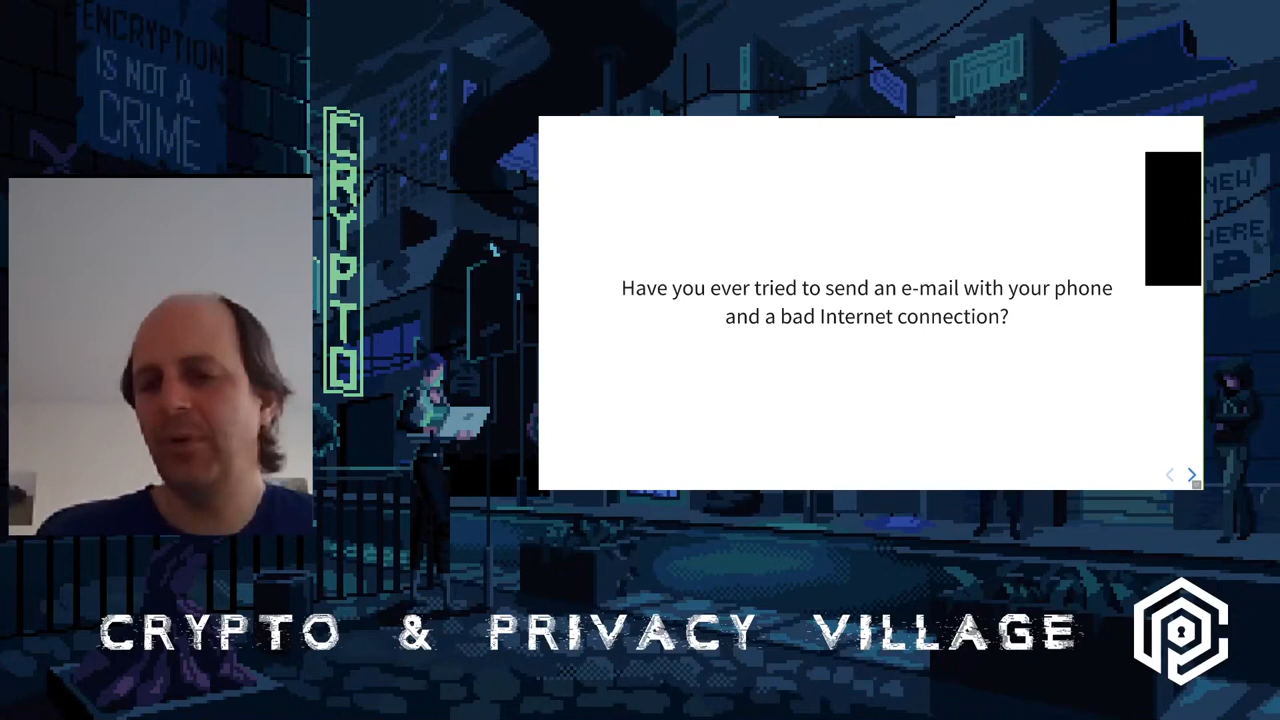 ENCRYPTION
IS NOT A
CRIME
CRYPTO
Have you ever tried to send an e-mail with your phone
and a bad Internet connection?
NEW
TO
HERE
CRYPTO & PRIVACY VILLAGE